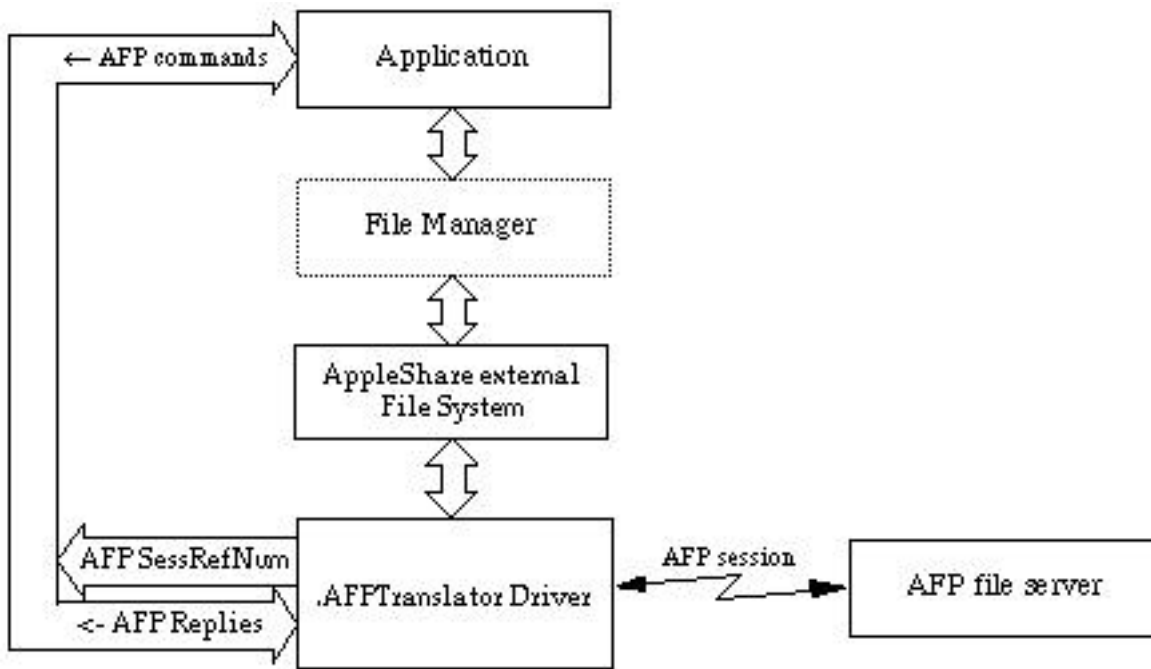 ← AFP commands
Application
File Manager
AppleShare external
File System
AFP SessRefNum
<- AFP Replies
.AFPTranslator Driver
AFP session
AFP file server